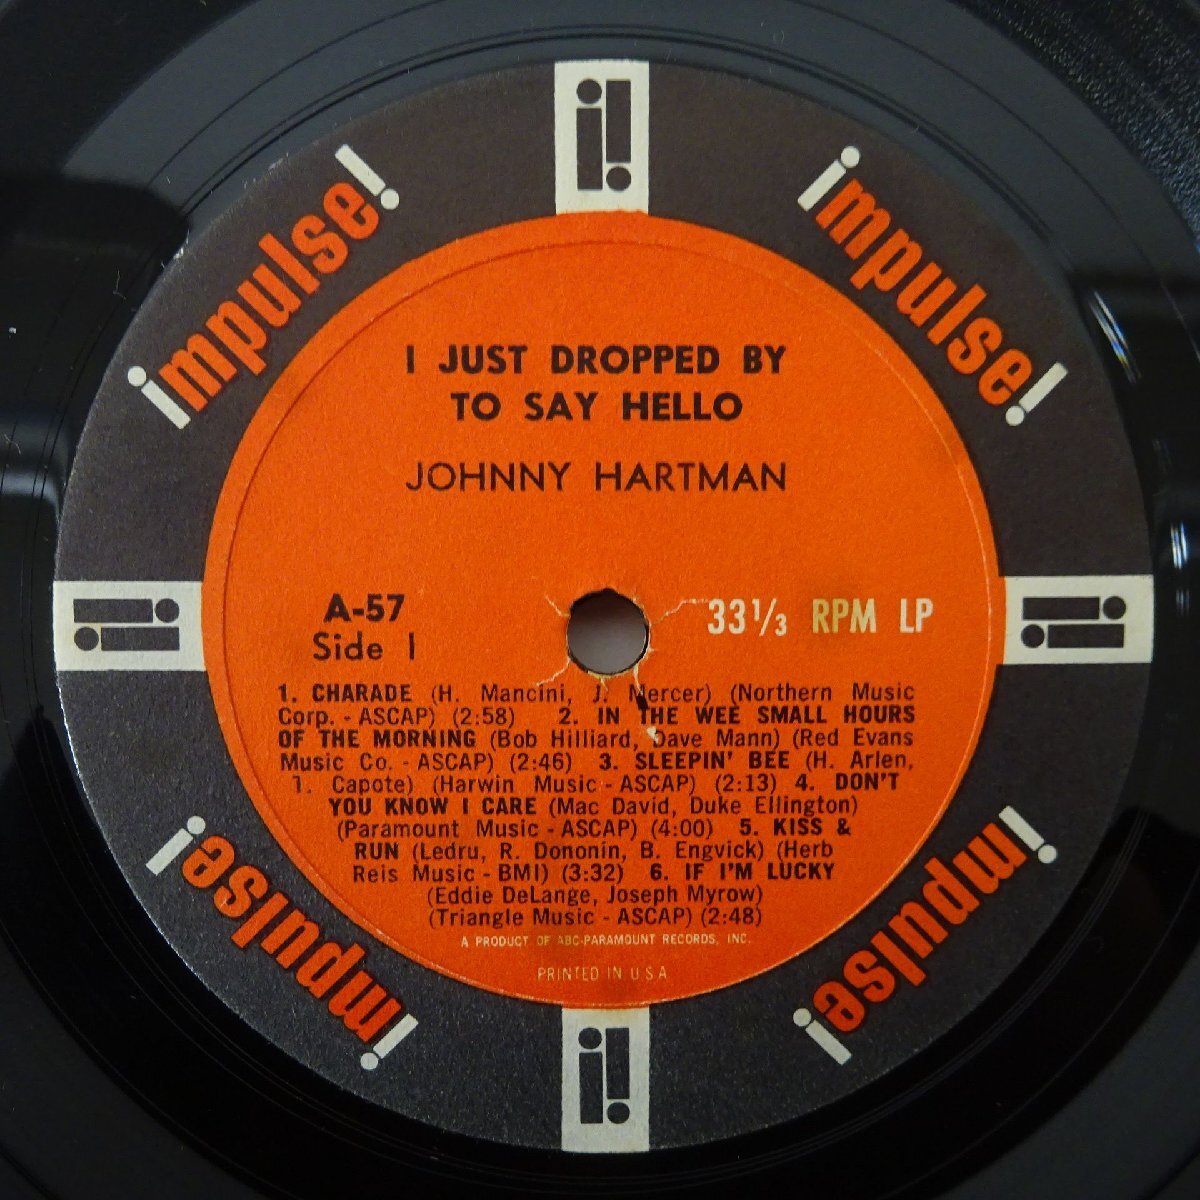 impulse!
impulse!
I JUST DROPPED BY
TO SAY HELLO
JOHNNY HARTMAN
A-57
Side 1
33 1/3 RPM LP
1. CHARADE (H. Mancini, J. Mercer) (Northern Music
Corp. - ASCAP) (2:58) 2. IN THE WEE SMALL HOURS
OF THE MORNING (Bob Hilliard, Dave Mann) (Red Evans
Music Co. - ASCAP) (2:46) 3. SLEEPIN' BEE (H. Arlen,
T. Capote) (Harwin Music - ASCAP) (2:13) 4. DON'T
YOU KNOW I CARE (Mac David, Duke Ellington)
(Paramount Music - ASCAP) (4:00) 5. KISS &
RUN (Ledru, R. Dononin, B. Engvick) (Herb
Reis Music - BMI) (3:32) 6. IF I'M LUCKY
(Eddie DeLange, Joseph Myrow)
(Triangle Music - ASCAP) (2:48)
A PRODUCT OF ABC-PARAMOUNT RECORDS, INC.
PRINTED IN U.S.A.
impulse!
impulse!